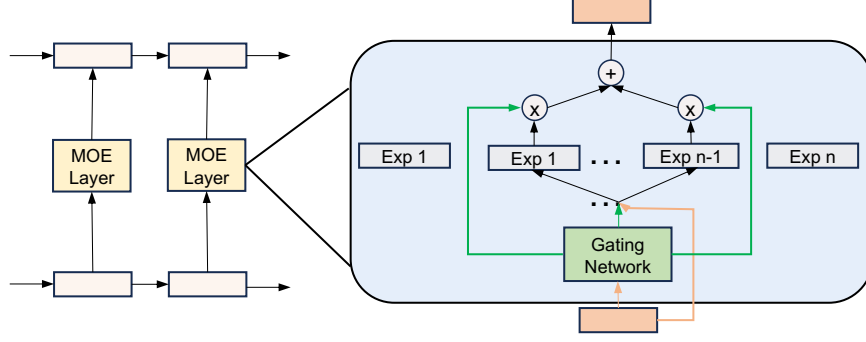 MOE
Layer
MOE
Layer
+
x
x
Exp 1
Exp 1
...
Exp n-1
Exp n
...
Gating
Network